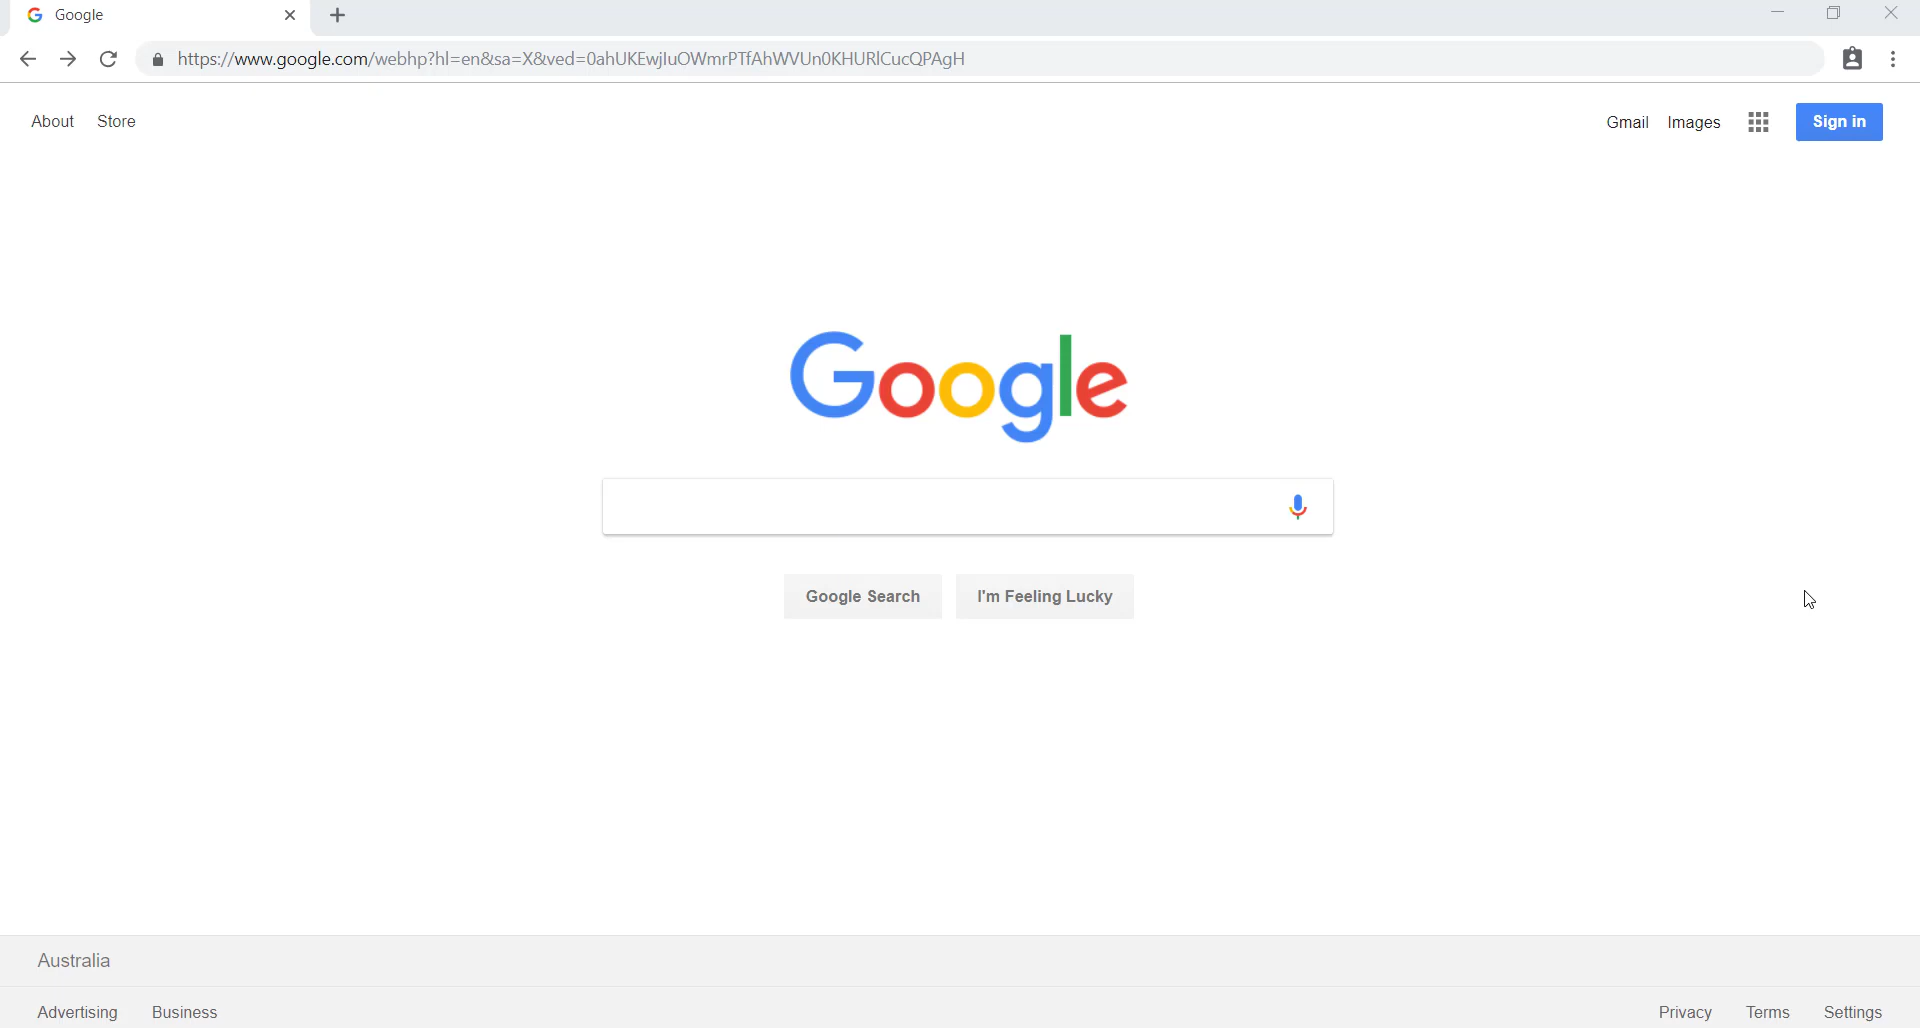 Google
https://www.google.com/webhp?hl=en&sa=X&ved=0ahUKEwjluOWmrPTfAhWVUn0KHURlCucQPAgH
About Store Gmail Images Sign in
Google
Google Search I'm Feeling Lucky
Australia
Advertising Business Privacy Terms Settings